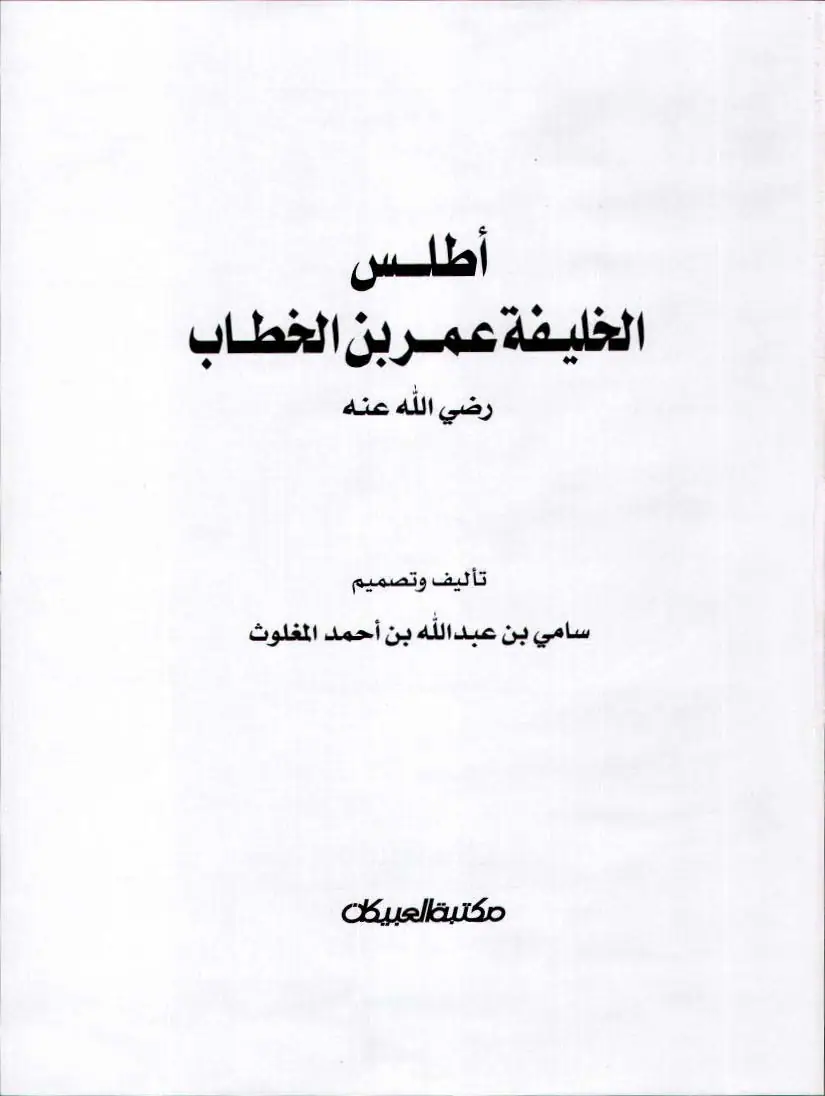 أطلس
الخليفة عمر بن الخطاب
رضي الله عنه
تأليف وتصميم
سامي بن عبدالله بن أحمد المغلوث
مكتبة العبيكان